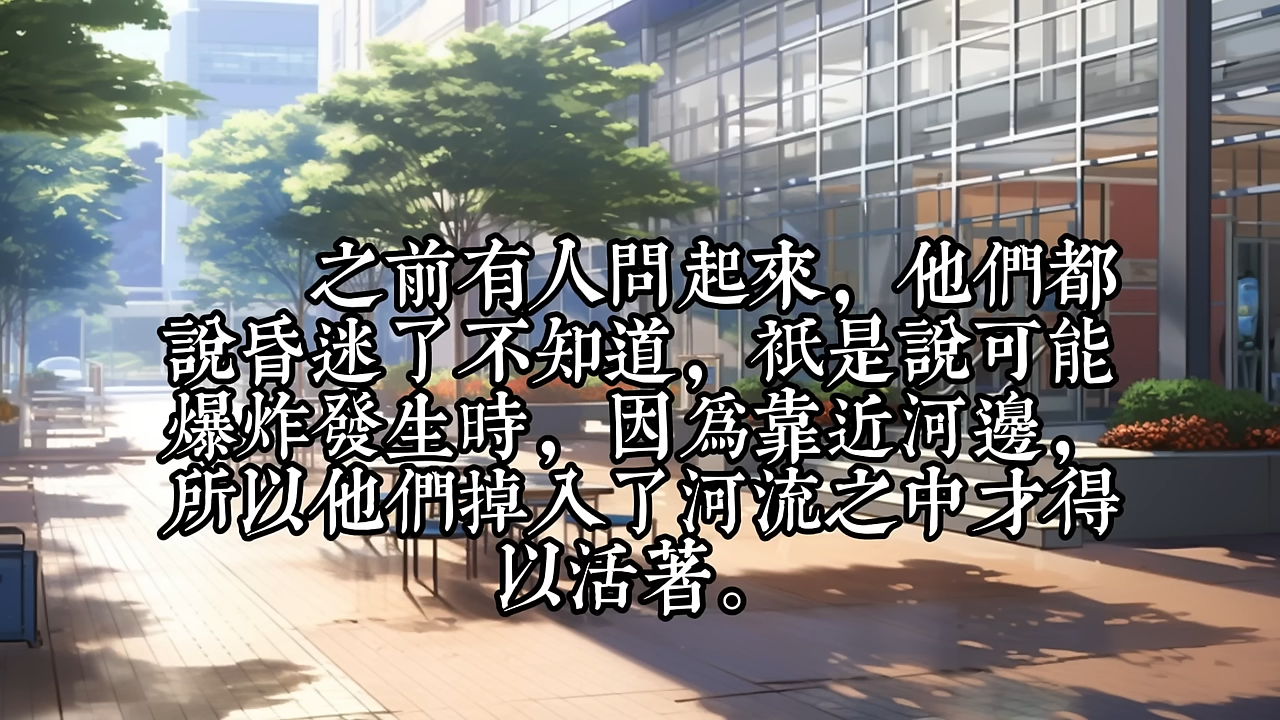 之前有人問起來，他們都
說昏迷了不知道，衹是說可能
爆炸發生時，因爲靠近河邊，
所以他們掉入了河流之中才得
以活著。